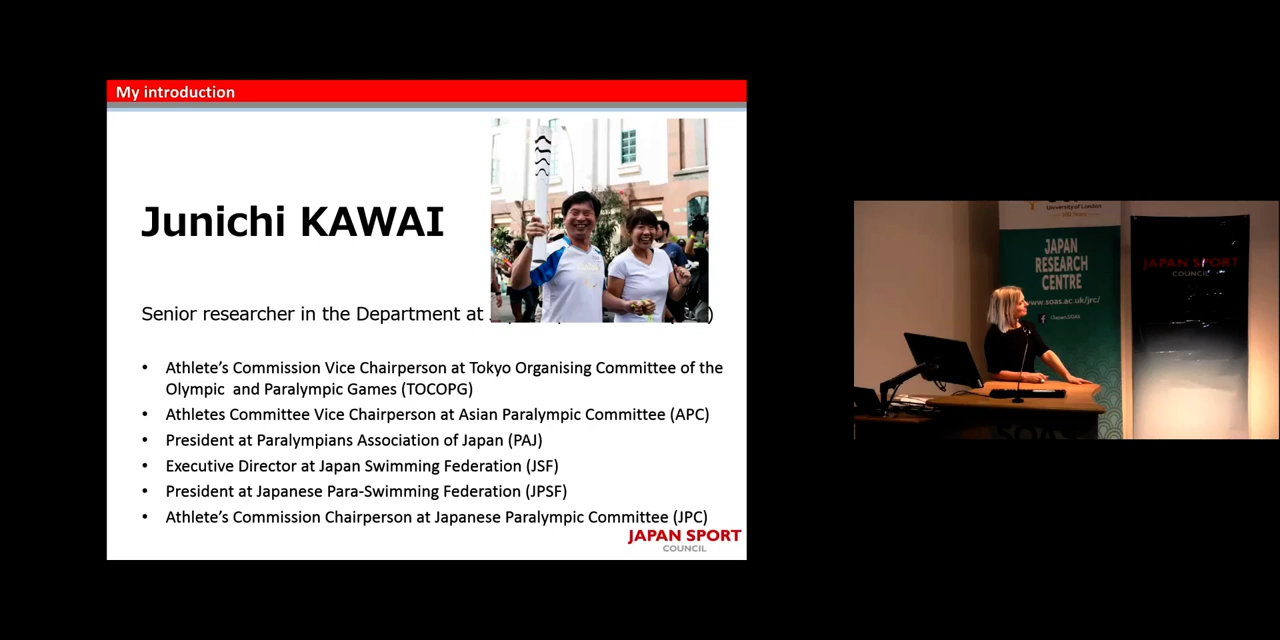 My introduction
Junichi KAWAI
Senior researcher in the Department at
• Athlete’s Commission Vice Chairperson at Tokyo Organising Committee of the
Olympic and Paralympic Games (TOCOPG)
• Athletes Committee Vice Chairperson at Asian Paralympic Committee (APC)
• President at Paralympians Association of Japan (PAJ)
• Executive Director at Japan Swimming Federation (JSF)
• President at Japanese Para-Swimming Federation (JPSF)
• Athlete’s Commission Chairperson at Japanese Paralympic Committee (JPC)
JAPAN SPORT
COUNCIL
University of London
JAPAN
RESEARCH
CENTRE
www.soas.ac.uk/jrc/
JAPAN SPORT
COUNCIL
SOAS